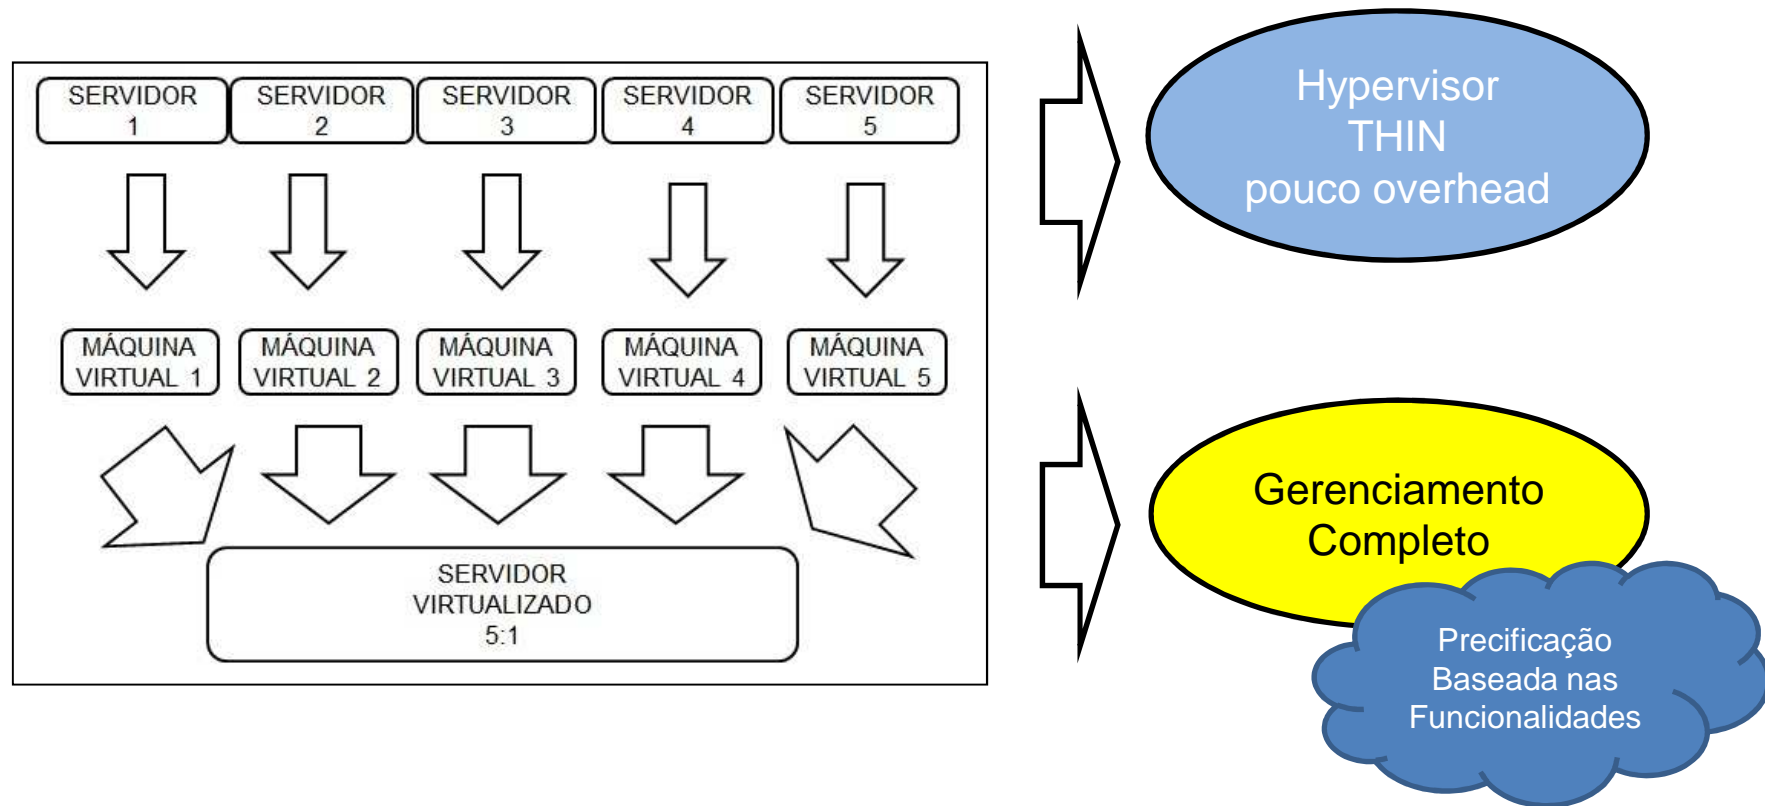 SERVIDOR
1
SERVIDOR
2
SERVIDOR
3
SERVIDOR
4
SERVIDOR
5
MÁQUINA
VIRTUAL 1
MÁQUINA
VIRTUAL 2
MÁQUINA
VIRTUAL 3
MÁQUINA
VIRTUAL 4
MÁQUINA
VIRTUAL 5
SERVIDOR
VIRTUALIZADO
5:1
Hypervisor
THIN
pouco overhead
Gerenciamento
Completo
Precificação
Baseada nas
Funcionalidades